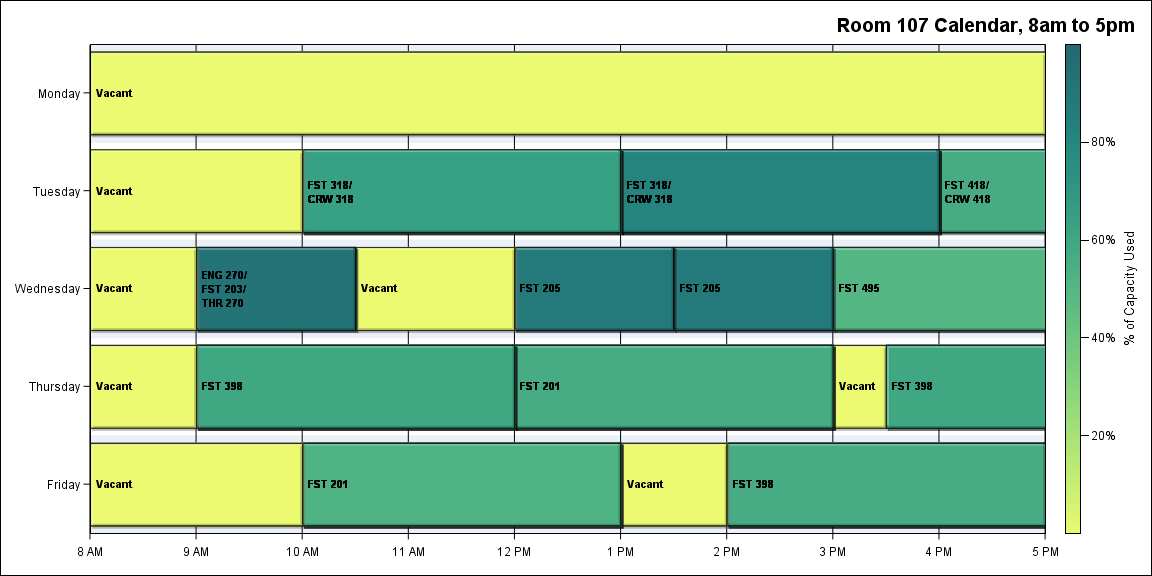 Room 107 Calendar, 8am to 5pm
Monday
Vacant
Tuesday
Vacant
FST 318/
CRW 318
FST 318/
CRW 318
FST 418/
CRW 418
Wednesday
Vacant
ENG 270/
FST 203/
THR 270
Vacant
FST 205
FST 205
FST 495
Thursday
Vacant
FST 398
FST 201
Vacant
FST 398
Friday
Vacant
FST 201
Vacant
FST 398
8 AM
9 AM
10 AM
11 AM
12 PM
1 PM
2 PM
3 PM
4 PM
5 PM
80%
60%
40%
20%
% of Capacity Used